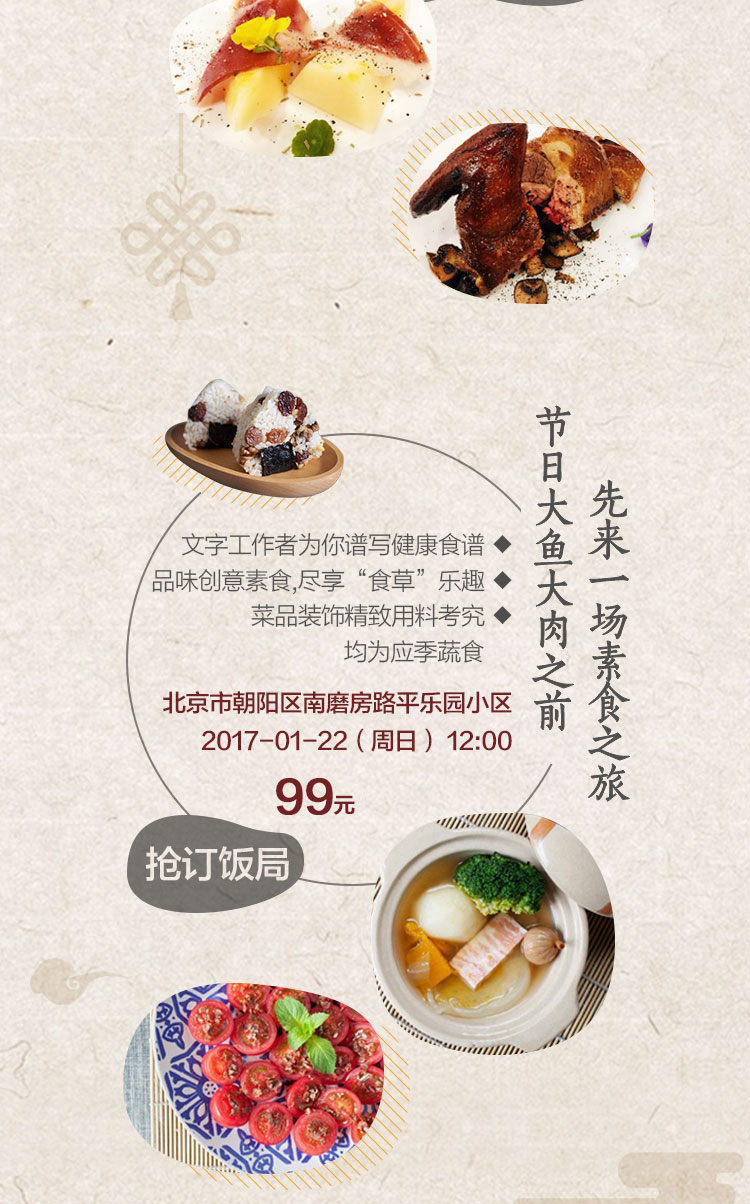 节日大鱼大肉之前
先来一场素食之旅
文字工作者为你谱写健康食谱 ◆
品味创意素食,尽享“食草”乐趣 ◆
菜品装饰精致用料考究 ◆
均为应季蔬食
北京市朝阳区南磨房路平乐园小区
2017-01-22（周日）12:00
99元
抢订饭局